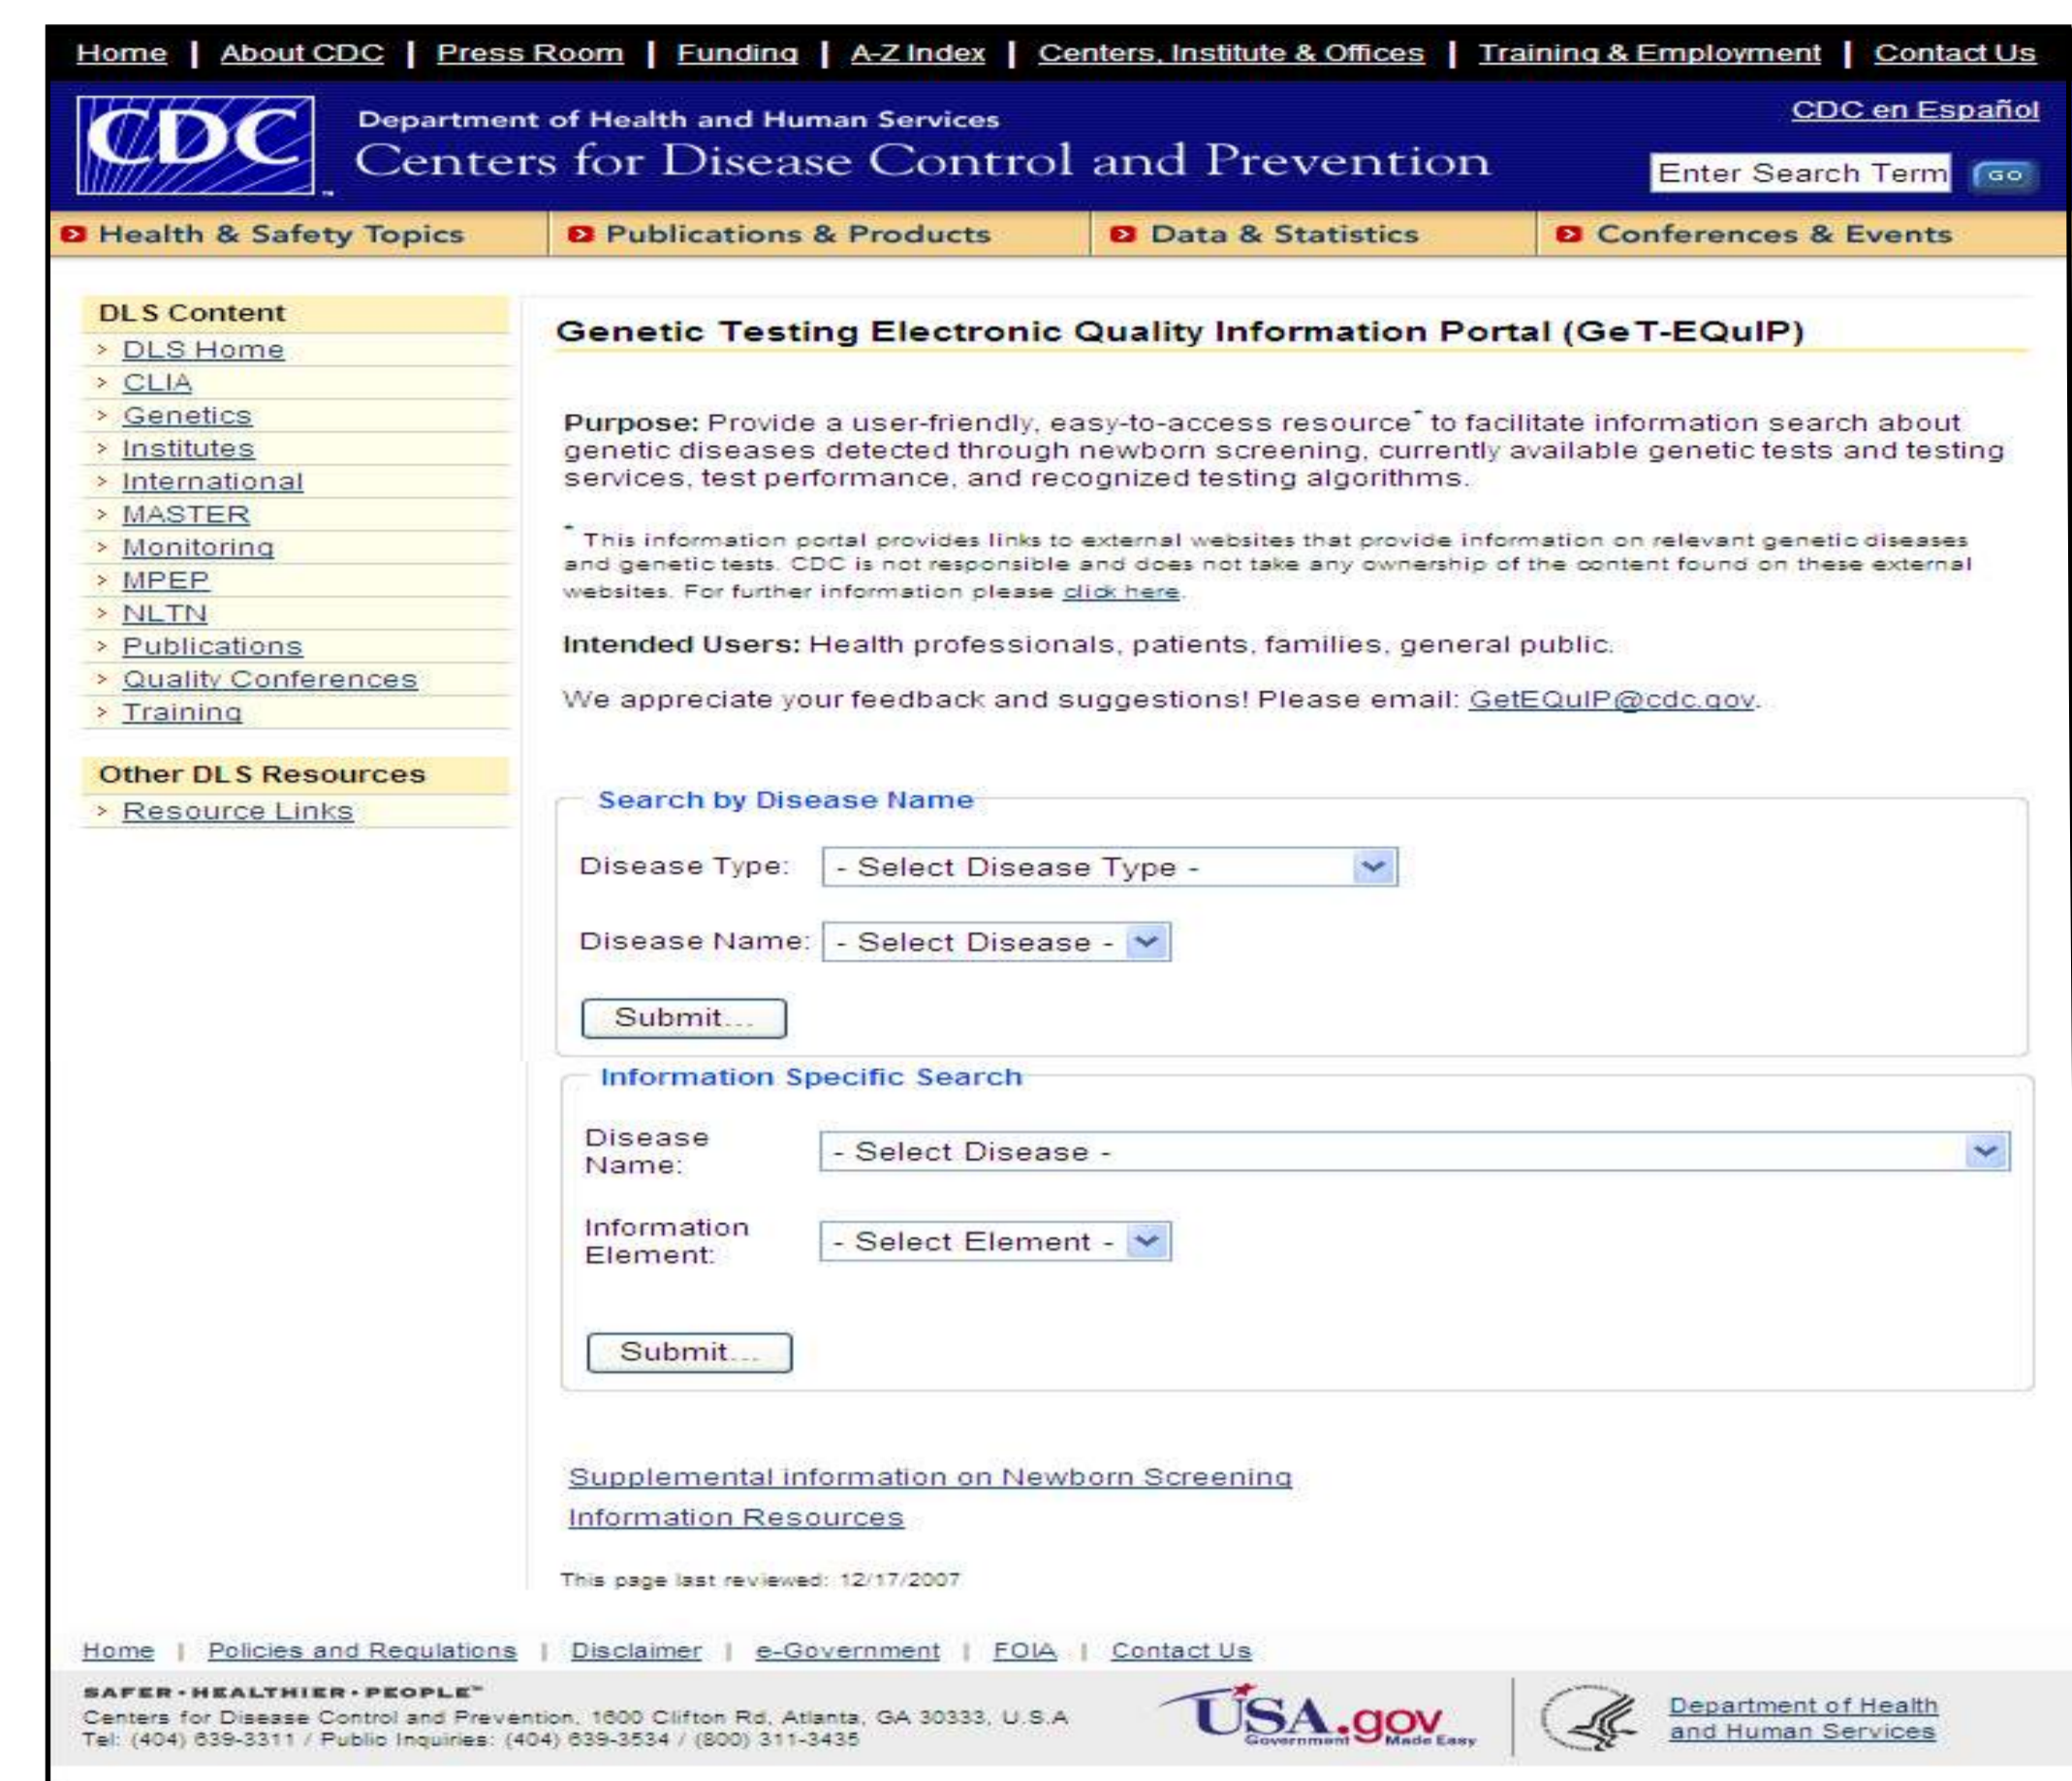 Home | About CDC | Press Room | Funding | A-Z Index | Centers, Institute & Offices | Training & Employment | Contact Us
CDC™
Department of Health and Human Services
Centers for Disease Control and Prevention
CDC en Español
Enter Search Term GO
Health & Safety Topics
Publications & Products
Data & Statistics
Conferences & Events
DLS Content
> DLS Home
> CLIA
> Genetics
> Institutes
> International
> MASTER
> Monitoring
> MPEP
> NLTN
> Publications
> Quality Conferences
> Training
Other DLS Resources
> Resource Links
Genetic Testing Electronic Quality Information Portal (GeT-EQuIP)
Purpose: Provide a user-friendly, easy-to-access resource* to facilitate information search about
genetic diseases detected through newborn screening, currently available genetic tests and testing
services, test performance, and recognized testing algorithms.
* This information portal provides links to external websites that provide information on relevant genetic diseases
and genetic tests. CDC is not responsible and does not take any ownership of the content found on these external
websites. For further information please click here.
Intended Users: Health professionals, patients, families, general public.
We appreciate your feedback and suggestions! Please email: GetEQuIP@cdc.gov.
Search by Disease Name
Disease Type: - Select Disease Type -
Disease Name: - Select Disease -
Submit...
Information Specific Search
Disease
Name:
- Select Disease -
Information
Element:
- Select Element -
Submit...
Supplemental information on Newborn Screening
Information Resources
This page last reviewed: 12/17/2007
Home | Policies and Regulations | Disclaimer | e-Government | FOIA | Contact Us
SAFER•HEALTHIER•PEOPLE™
Centers for Disease Control and Prevention, 1600 Clifton Rd, Atlanta, GA 30333, U.S.A
Tel: (404) 639-3311 / Public Inquiries: (404) 639-3534 / (800) 311-3435
USA.gov
Government Made Easy
Department of Health
and Human Services